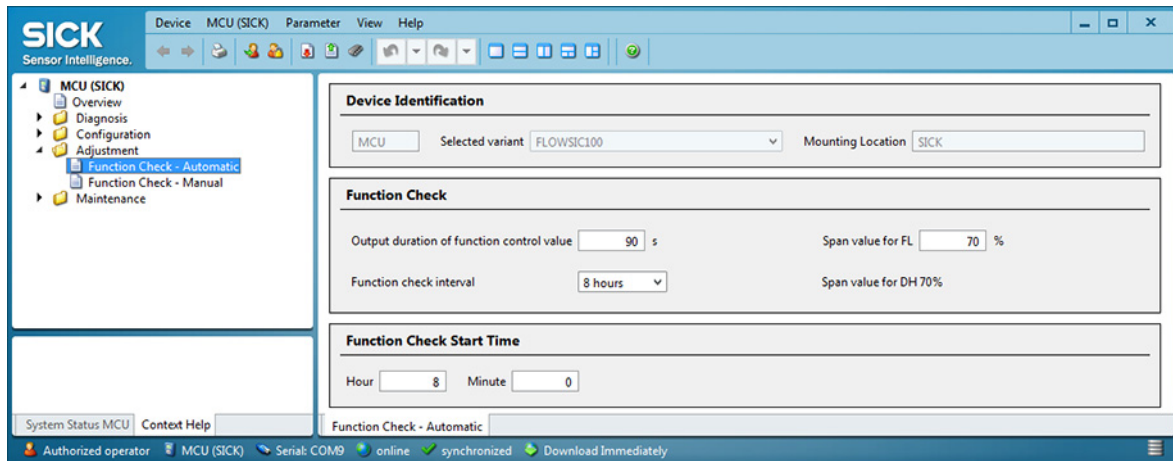 SICK
Sensor Intelligence.
Device MCU (SICK) Parameter View Help
MCU (SICK)
Overview
Diagnosis
Configuration
Adjustment
Function Check - Automatic
Function Check - Manual
Maintenance
System Status MCU Context Help
Device Identification
MCU Selected variant FLOWSIC100 Mounting Location SICK
Function Check
Output duration of function control value 90 s Span value for FL 70 %
Function check interval 8 hours Span value for DH 70%
Function Check Start Time
Hour 8 Minute 0
Function Check - Automatic
Authorized operator MCU (SICK) Serial: COM9 online synchronized Download Immediately